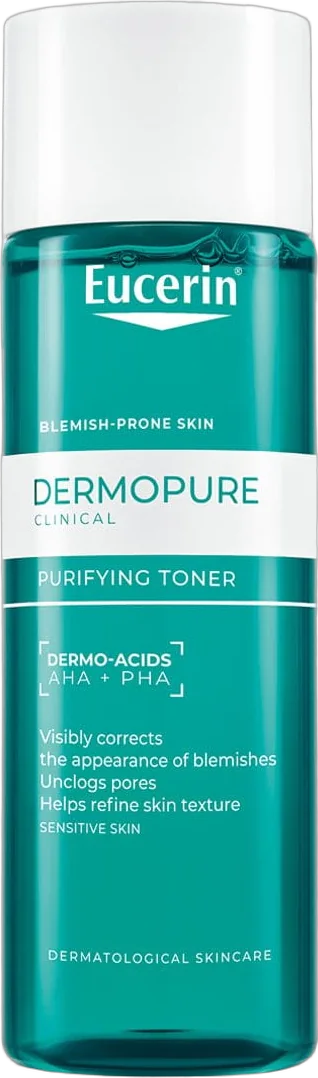 Eucerin®
BLEMISH-PRONE SKIN
DERMOPURE
CLINICAL
PURIFYING TONER
DERMO-ACIDS
AHA + PHA
Visibly corrects
the appearance of blemishes
Unclogs pores
Helps refine skin texture
SENSITIVE SKIN
DERMATOLOGICAL SKINCARE